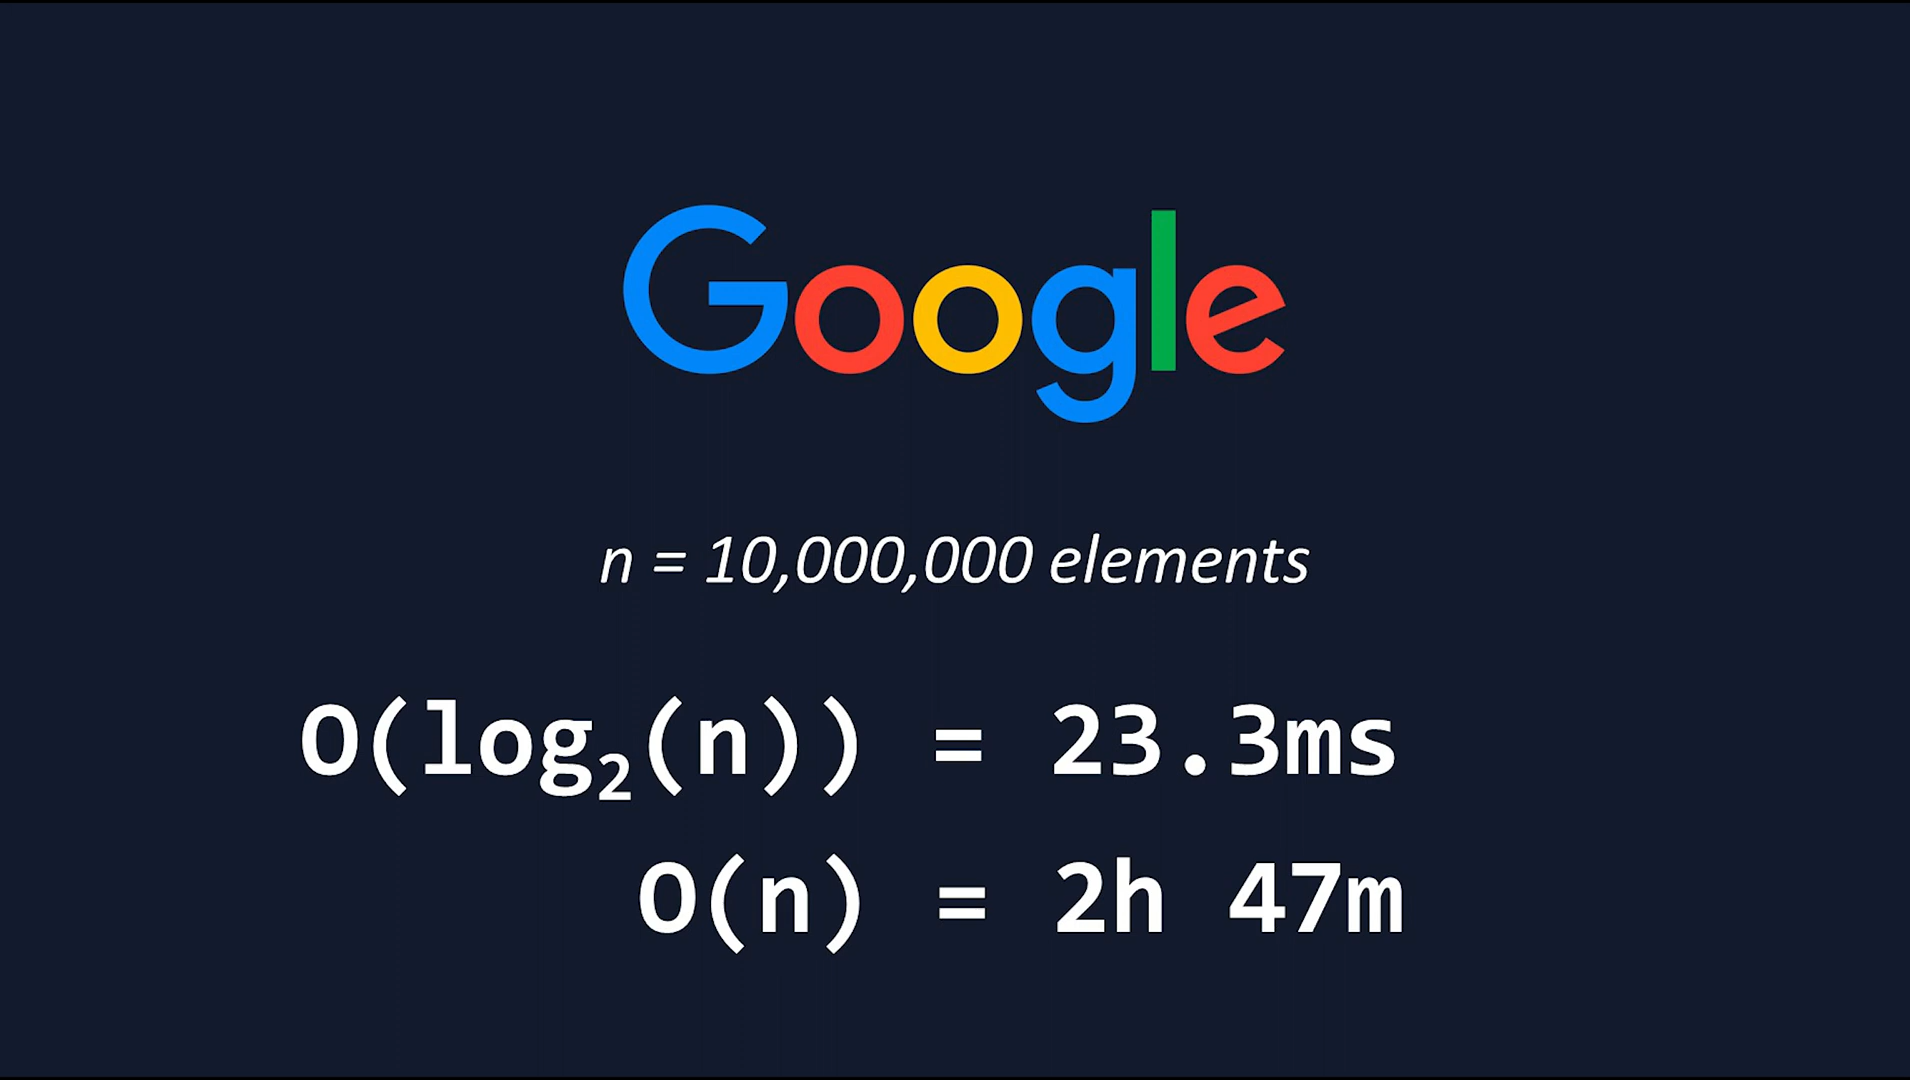 Google
n = 10,000,000 elements
O(log₂(n)) = 23.3ms
O(n) = 2h 47m